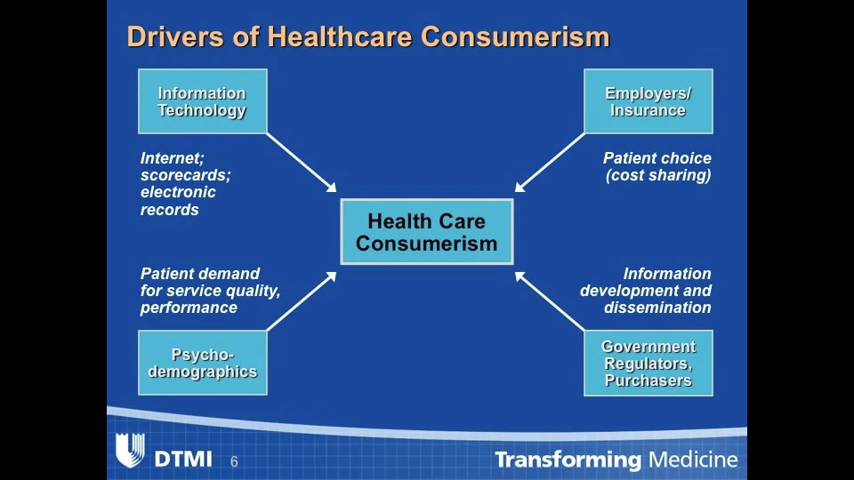 Drivers of Healthcare Consumerism
Information
Technology
Employers/
Insurance
Internet;
scorecards;
electronic
records
Patient choice
(cost sharing)
Health Care
Consumerism
Patient demand
for service quality,
performance
Information
development and
dissemination
Psycho-
demographics
Government
Regulators,
Purchasers
DTMI 6
Transforming Medicine